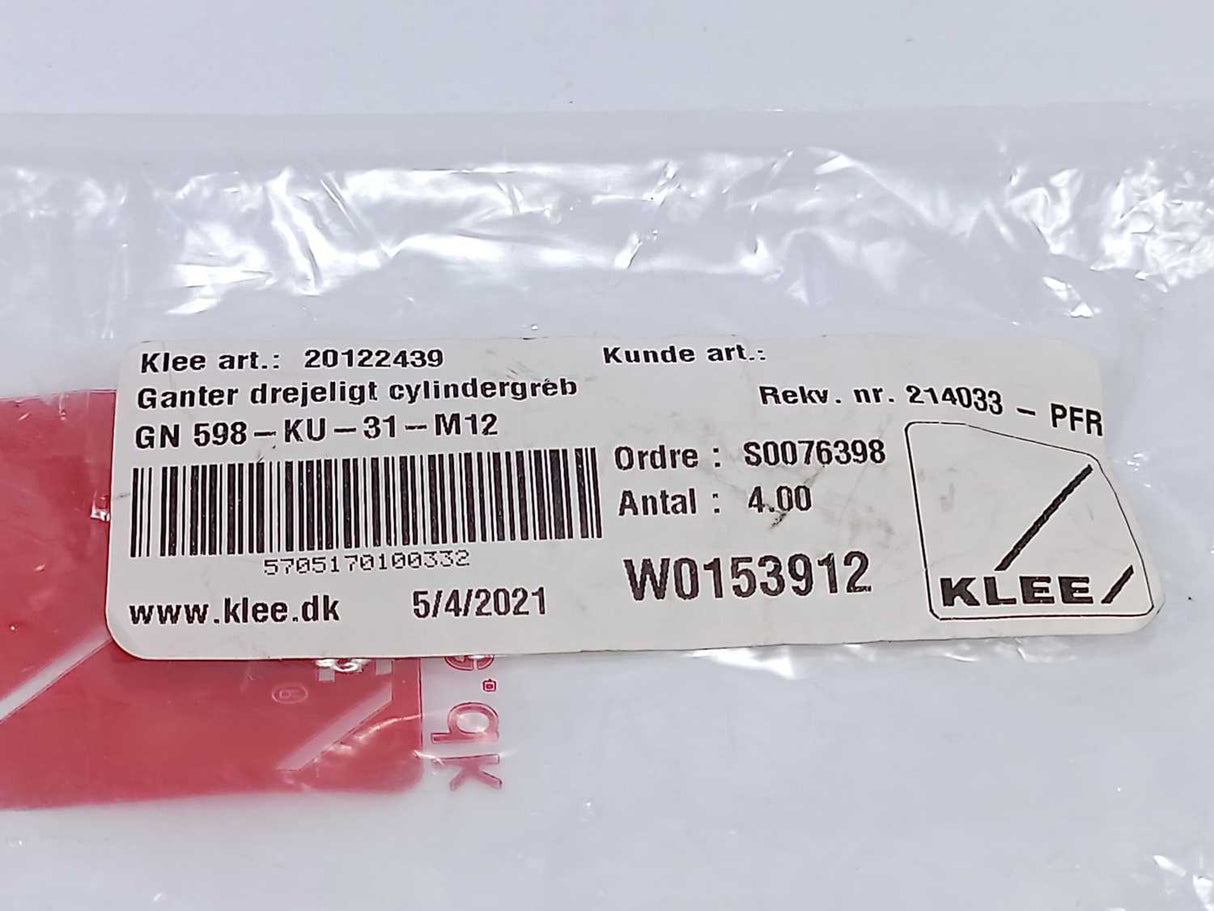 Klee art.: 20122439
Kunde art.:
Ganter drejeligt cylindergreb
Rekv. nr. 214033 - PFR
GN 598-KU-31-M12
Ordre : S0076398
Antal : 4.00
5705170100332
W0153912
www.klee.dk
5/4/2021
KLEE